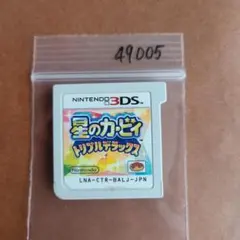 49005
NINTENDO 3DS
星のカービィ
トリプルデラックス
Nintendo
LNA-CTR-BALJ-JPN